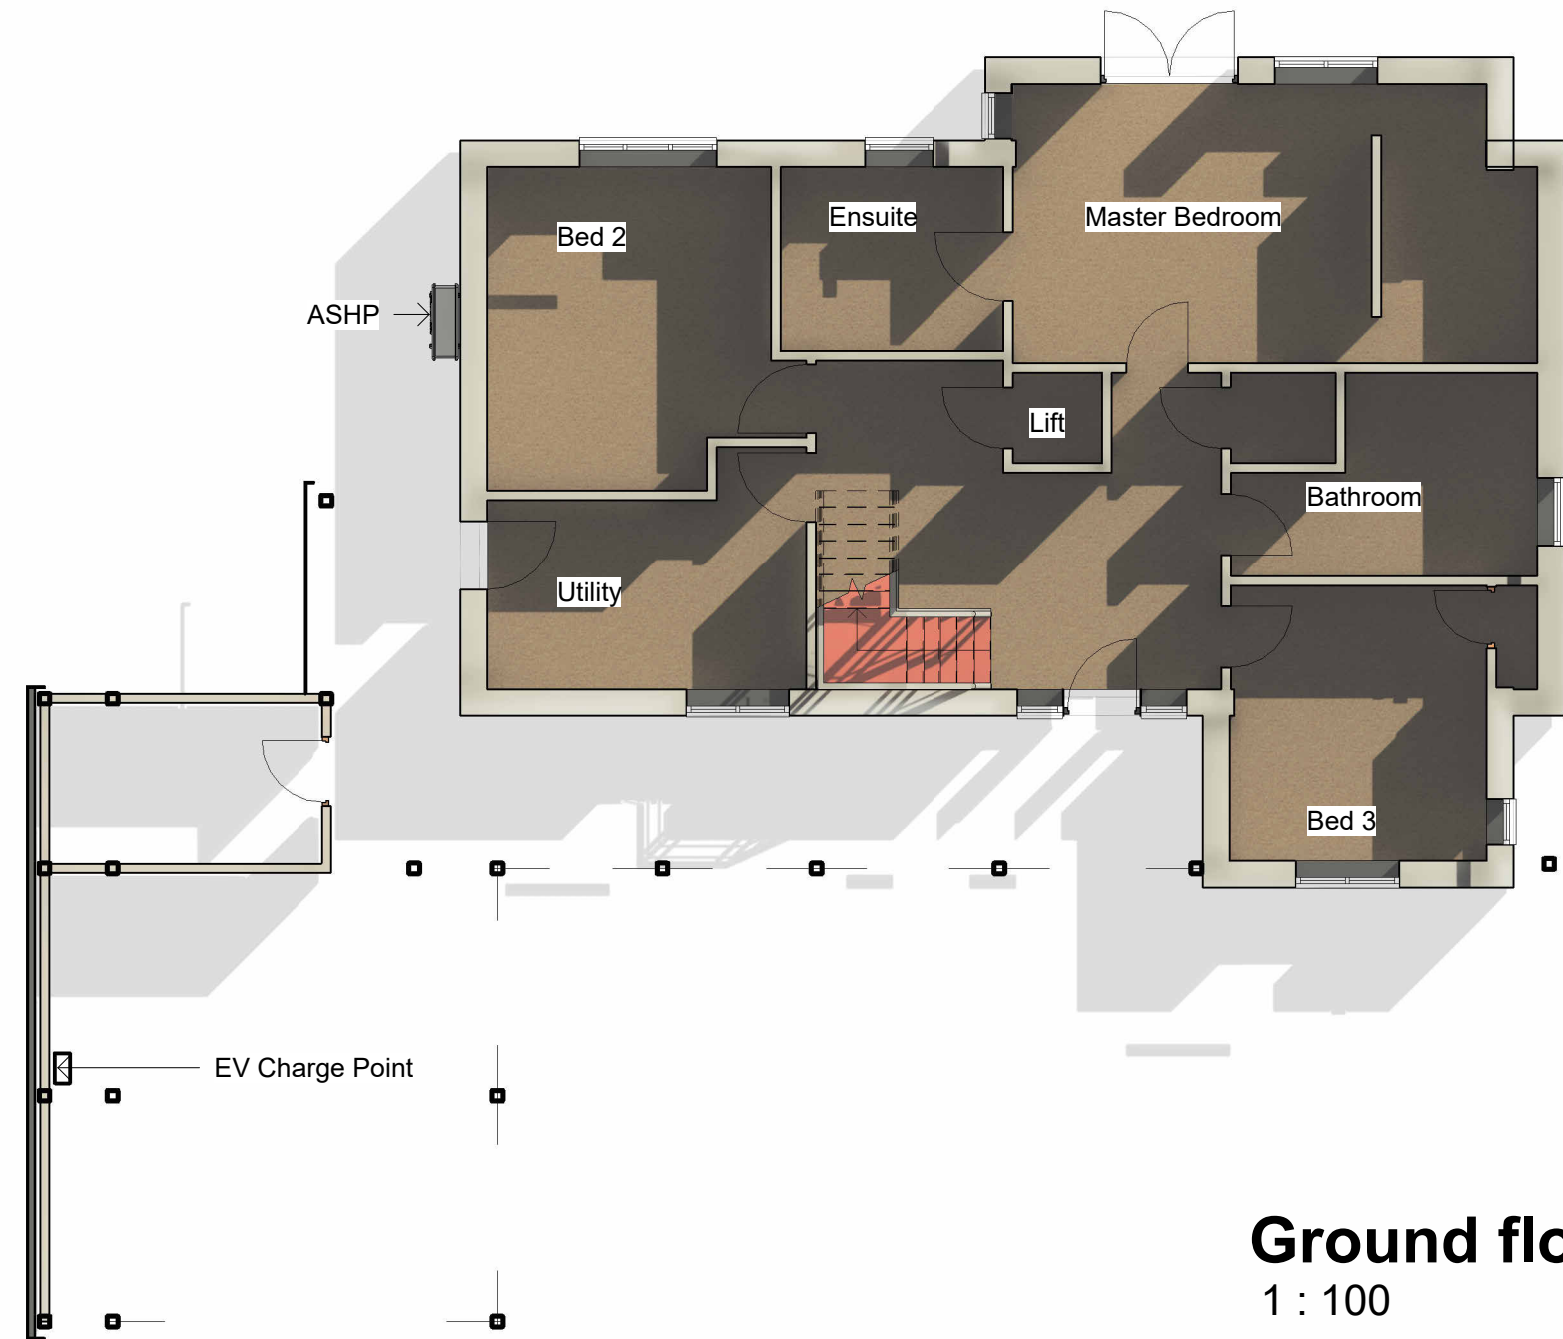 Ensuite
Master Bedroom
Bed 2
ASHP
Lift
Bathroom
Utility
Bed 3
EV Charge Point
Ground flo
1 : 100